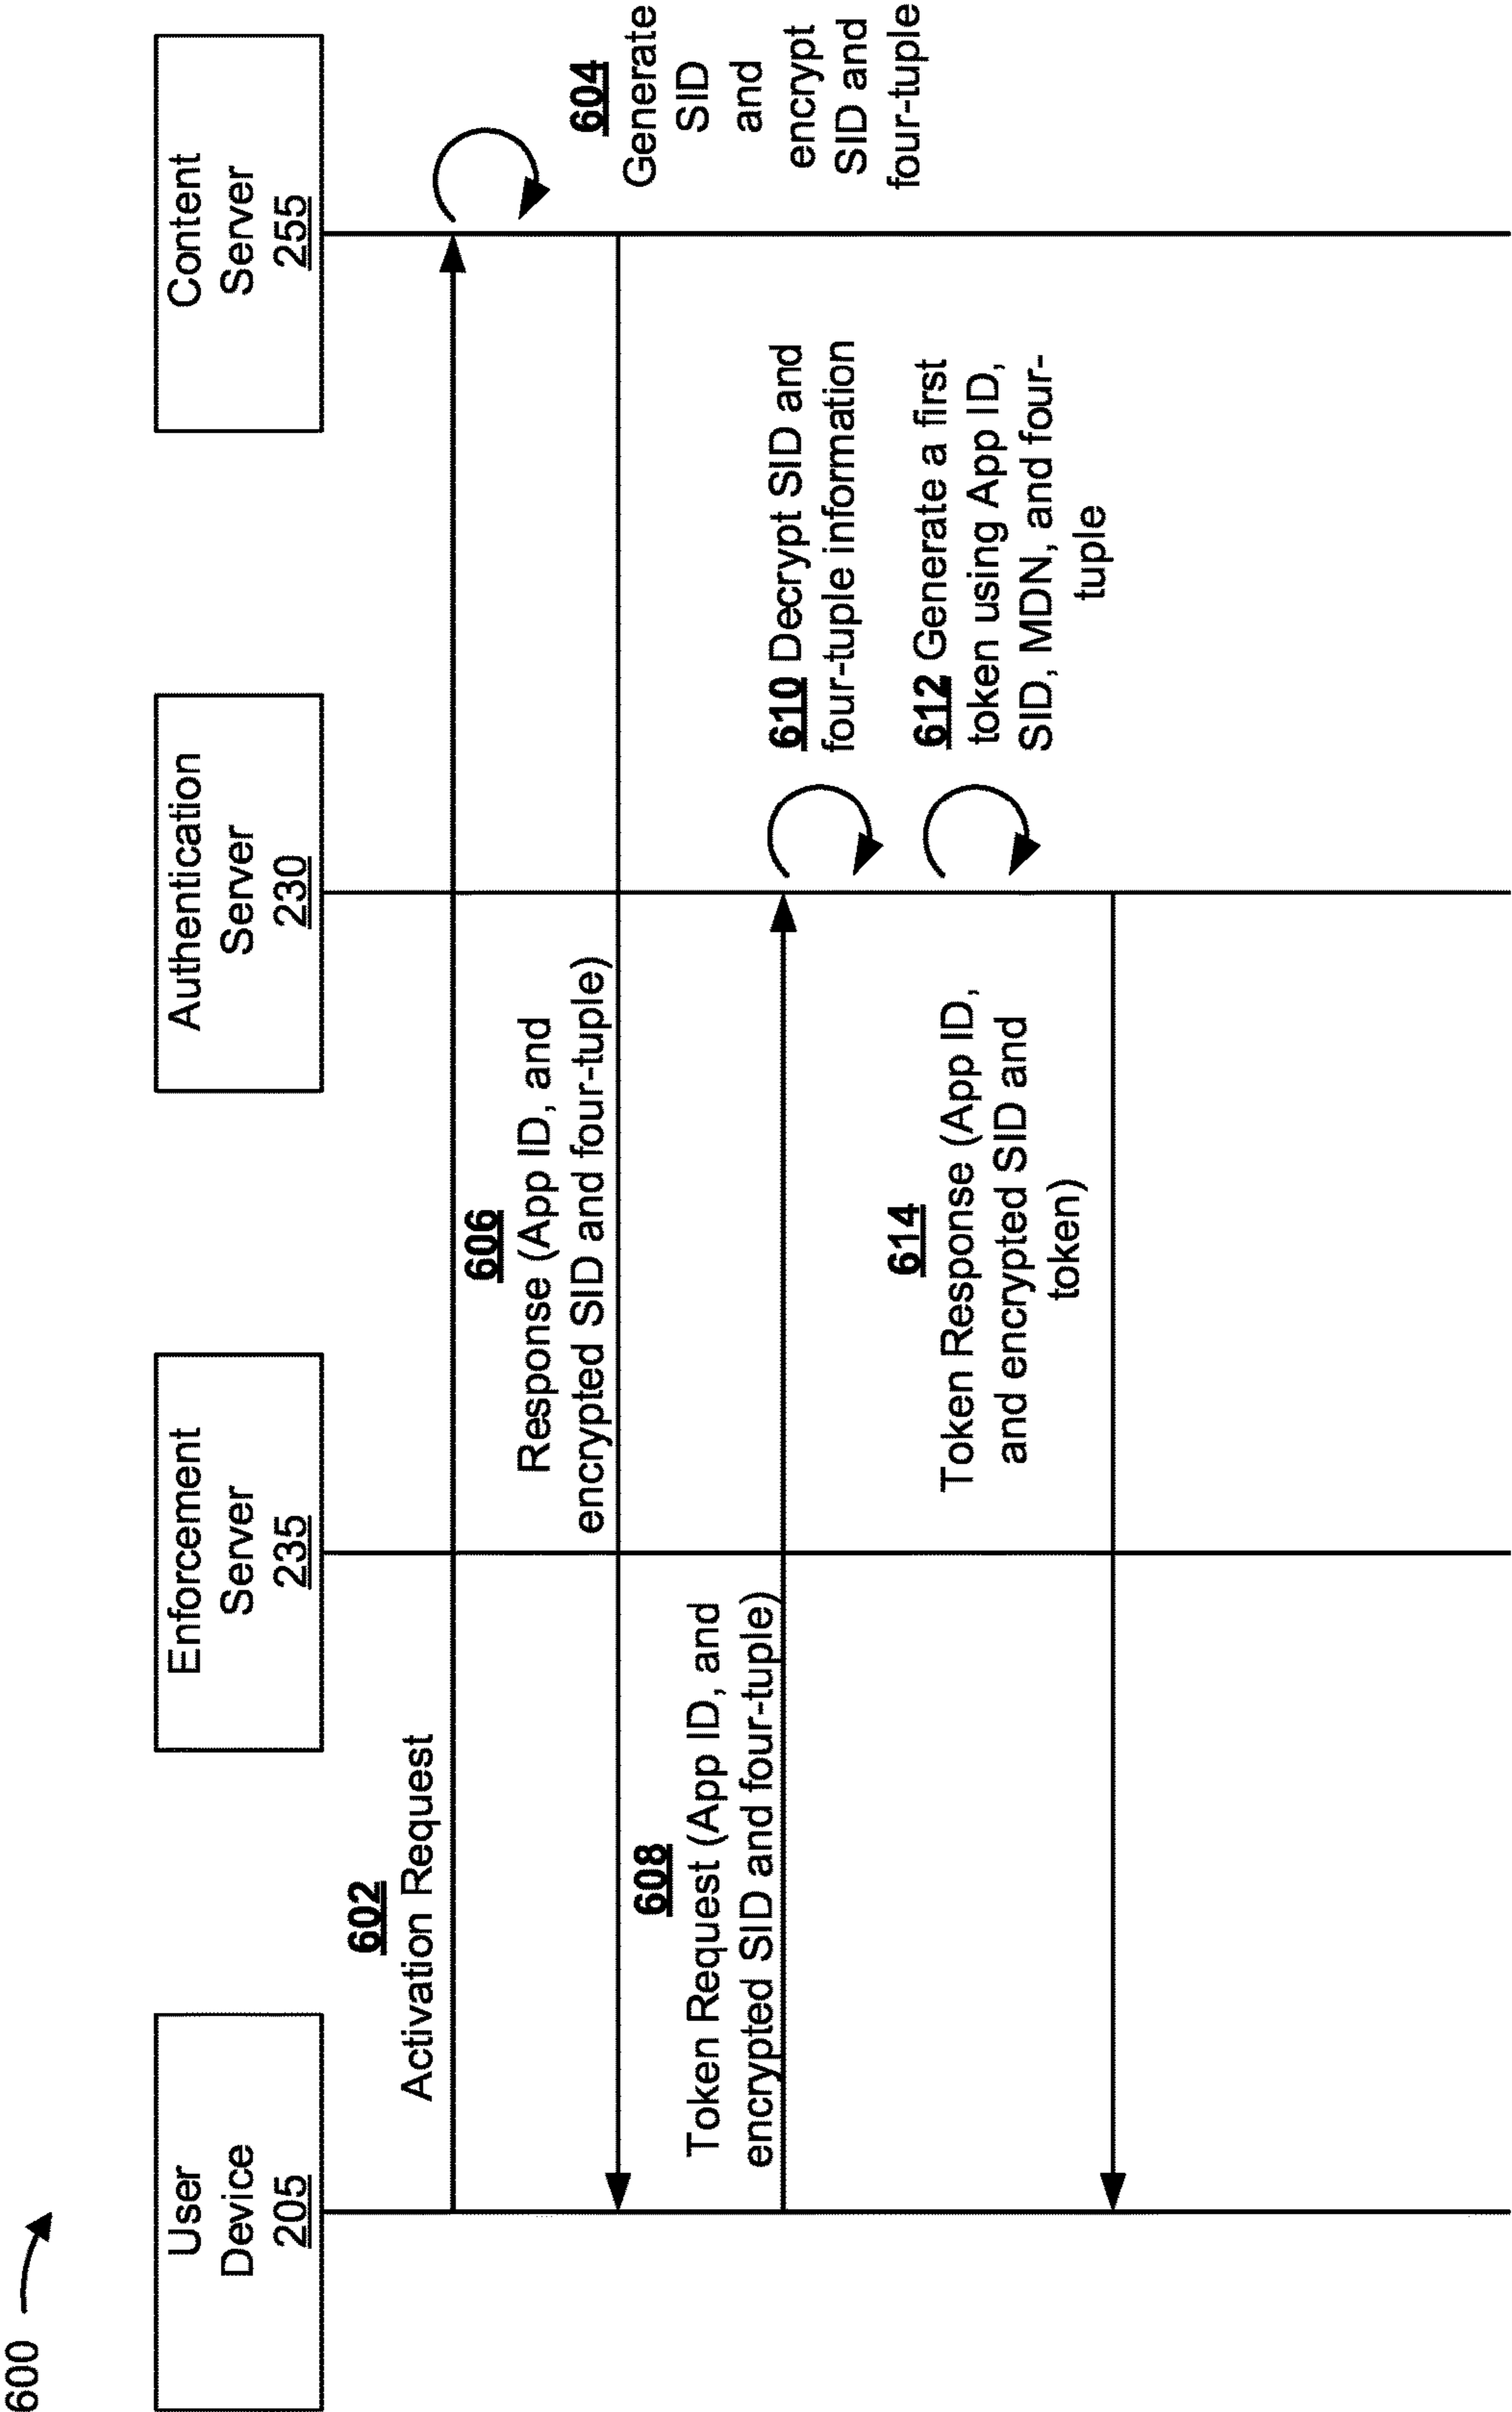 600
User
Device
205
Enforcement
Server
235
Authentication
Server
230
Content
Server
255
602
Activation Request
604
Generate
SID
and
encrypt
SID and
four-tuple
606
Response (App ID, and
encrypted SID and four-tuple)
608
Token Request (App ID, and
encrypted SID and four-tuple)
610 Decrypt SID and
four-tuple information
612 Generate a first
token using App ID,
SID, MDN, and four-
tuple
614
Token Response (App ID,
and encrypted SID and
token)